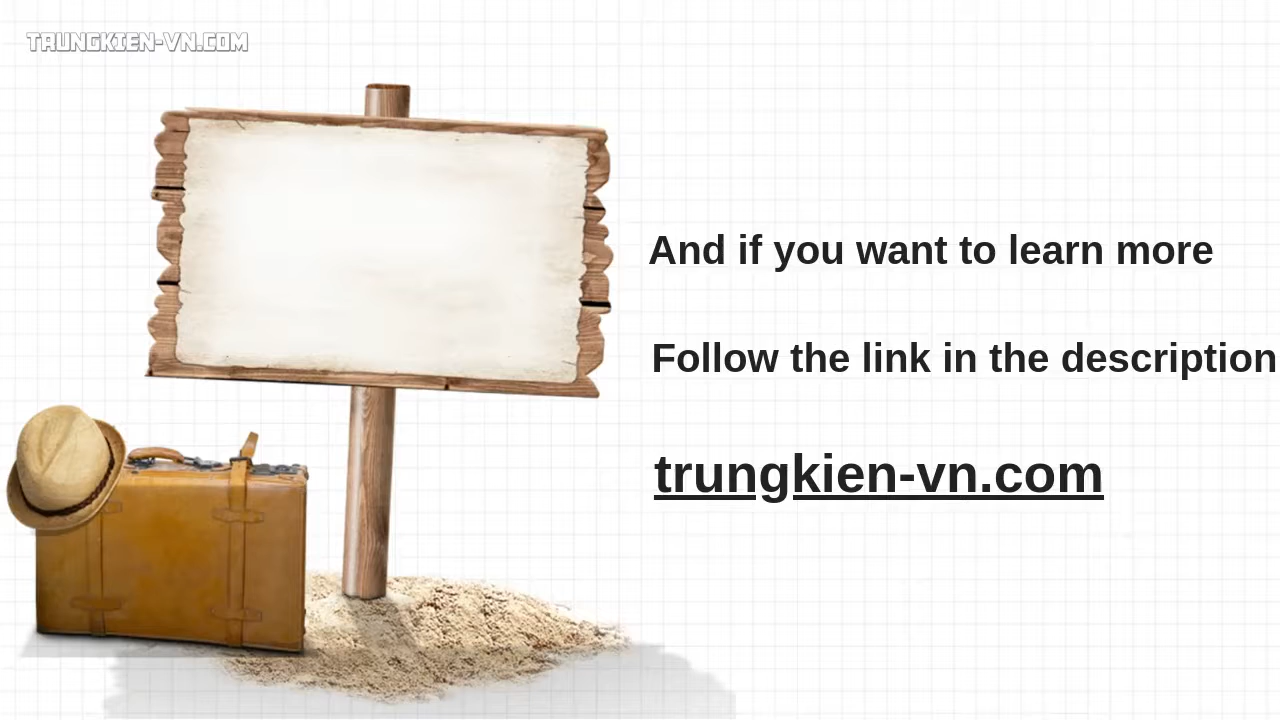 TRUNGKIEN-VN.COM
And if you want to learn more
Follow the link in the description
trungkien-vn.com